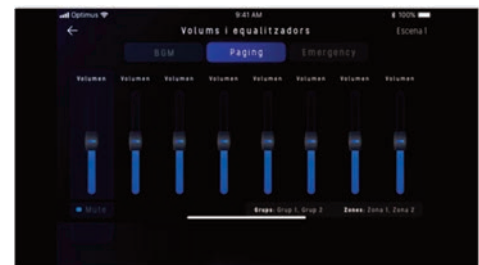 Optimus 9:41 AM 100%
Volums i equalitzadors Escena 1
BGM Paging Emergency
Volumen Volumen Volumen Volumen Volumen Volumen Volumen Volumen
Mute Grupo: Grup 1, Grup 2 Zones: Zona 1, Zona 2